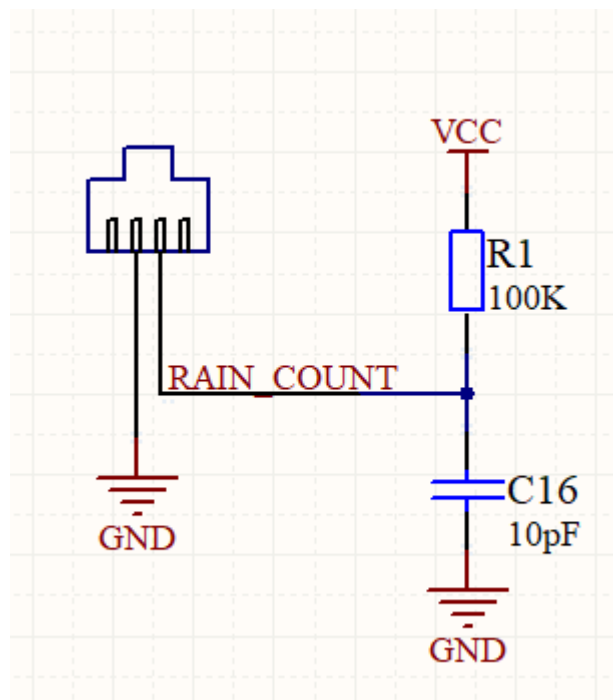 VCC
R1
100K
RAIN_COUNT
C16
10pF
GND
GND